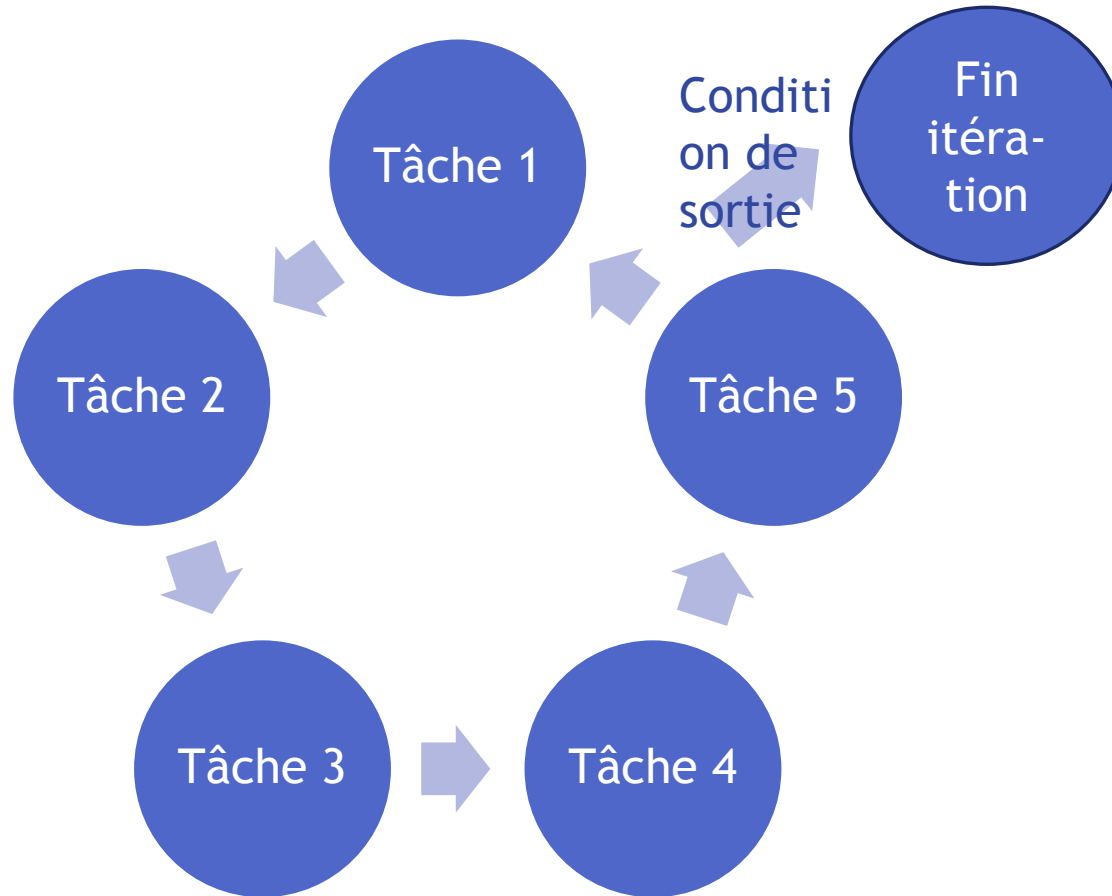 Tâche 1
Conditi
on de
sortie
Fin
itéra-
tion
Tâche 2
Tâche 5
Tâche 3
Tâche 4